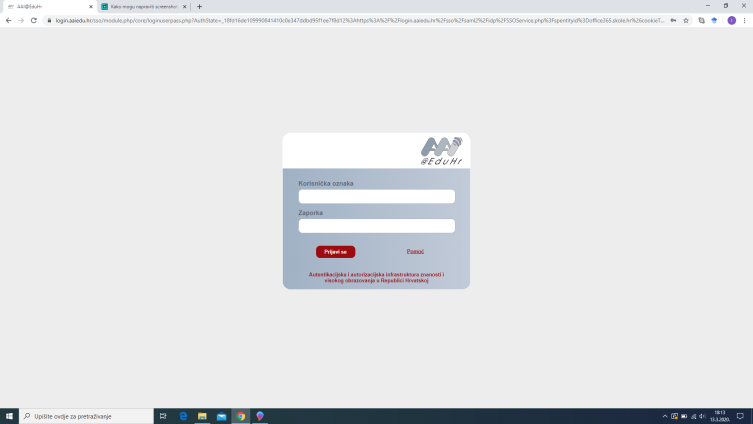 AAI@EduHr
Kako mogu napraviti screenshot
login.aaiedu.hr/sso/module.php/core/loginuserpass.php?AuthState=
@EduHr
Korisnička oznaka
Zaporka
Prijavi se
Pomoć
Autentikacijska i autorizacijska infrastruktura znanosti i
visokog obrazovanja u Republici Hrvatskoj
Upišite ovdje za pretraživanje
18:13
13.3.2020.